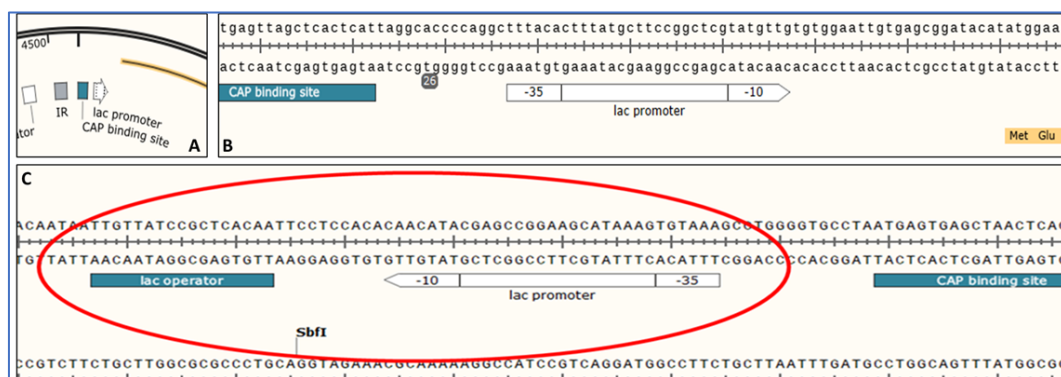 4500
tor
IR
lac promoter
CAP binding site
A
tgagttagctcactcattaggcaccccaggctttacactttatgcttccggctcgtatgttgtgtggaattgtgagcggatacatatggaa
actcaatcgagtgagtaatccgtggggtccgaaatgtgaaatacgaaggccgagcatacaacacaccttaacactcgcctatgtatacctt
26
CAP binding site -35 -10
lac promoter
B Met Glu
C
ACAATAATTGTTATCCGCTCACAATTCCTCCACACAACATACGAGCCGGAAGCATAAAGTGTAAAGCCTGGGGTGCCTAATGAGTGAGCTAACTCAC
TGTTATTAACAATAGGCGAGTGTTAAGGAGGTGTGTTGTATGCTCGGCCTTCGTATTTCACATTTCGGACCCCACGGATTACTCACTCGATTGAGTG
lac operator -10 -35 CAP binding site
lac promoter
SbfI
CCGTCTTCTGCTTGGCGCGCCCTGCAGGTAGAAACGCAAAAAGGCCATCCGTCAGGATGGCCTTCTGCTTAATTTGATGCCTGGCAGTTTATGGCG